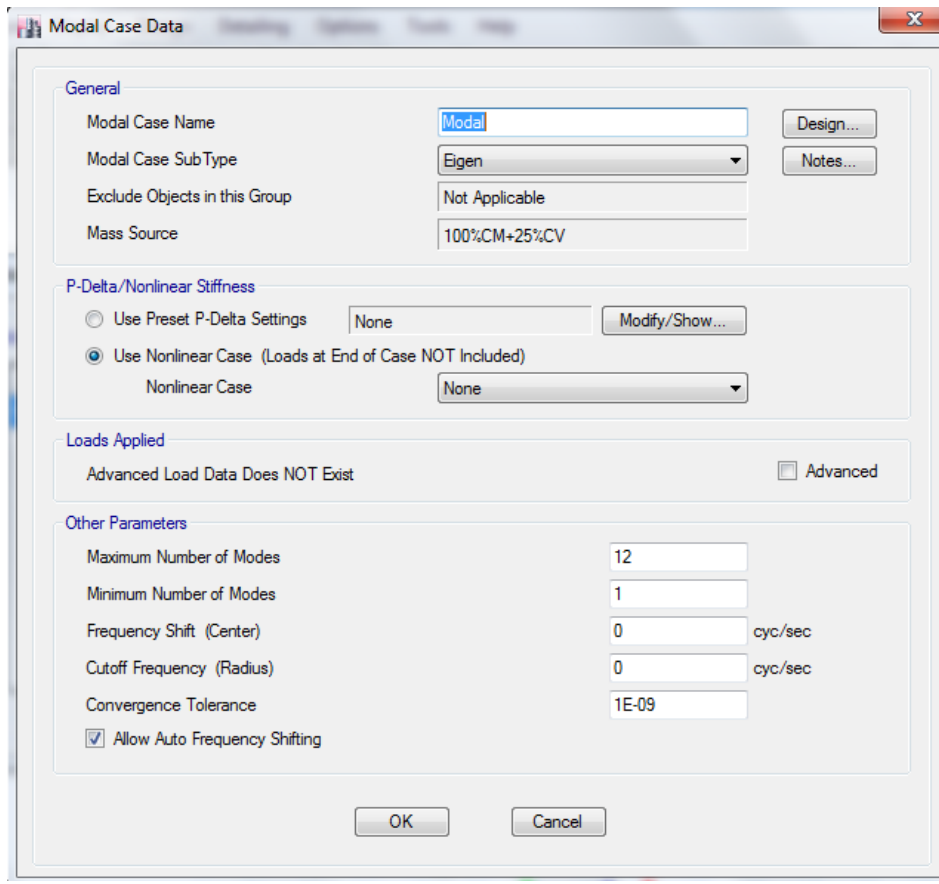 Modal Case Data
Detailing Options Tools Help
General
Modal Case Name Modal Design...
Modal Case SubType Eigen Notes...
Exclude Objects in this Group Not Applicable
Mass Source 100%CM+25%CV
P-Delta/Nonlinear Stiffness
Use Preset P-Delta Settings None Modify/Show...
Use Nonlinear Case (Loads at End of Case NOT Included)
Nonlinear Case None
Loads Applied
Advanced Load Data Does NOT Exist Advanced
Other Parameters
Maximum Number of Modes 12
Minimum Number of Modes 1
Frequency Shift (Center) 0 cyc/sec
Cutoff Frequency (Radius) 0 cyc/sec
Convergence Tolerance 1E-09
Allow Auto Frequency Shifting
OK Cancel